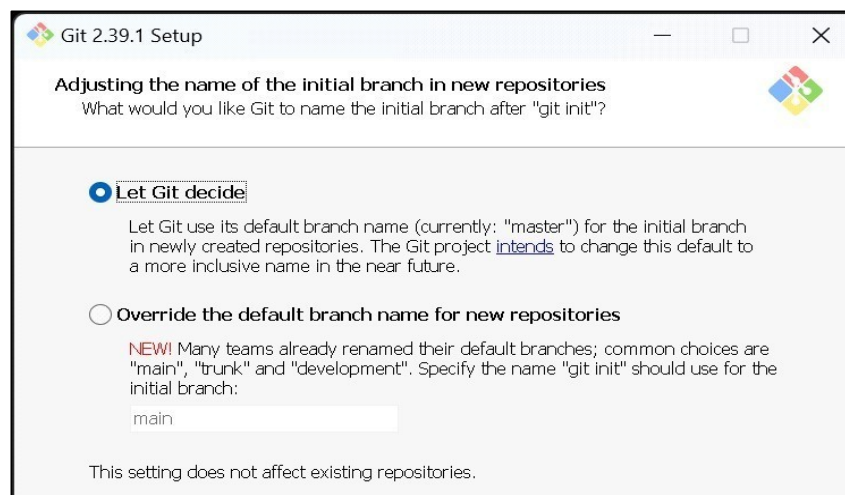 Git 2.39.1 Setup
Adjusting the name of the initial branch in new repositories
What would you like Git to name the initial branch after "git init"?
Let Git decide
Let Git use its default branch name (currently: "master") for the initial branch
in newly created repositories. The Git project intends to change this default to
a more inclusive name in the near future.
Override the default branch name for new repositories
NEW! Many teams already renamed their default branches; common choices are
"main", "trunk" and "development". Specify the name "git init" should use for the
initial branch:
main
This setting does not affect existing repositories.